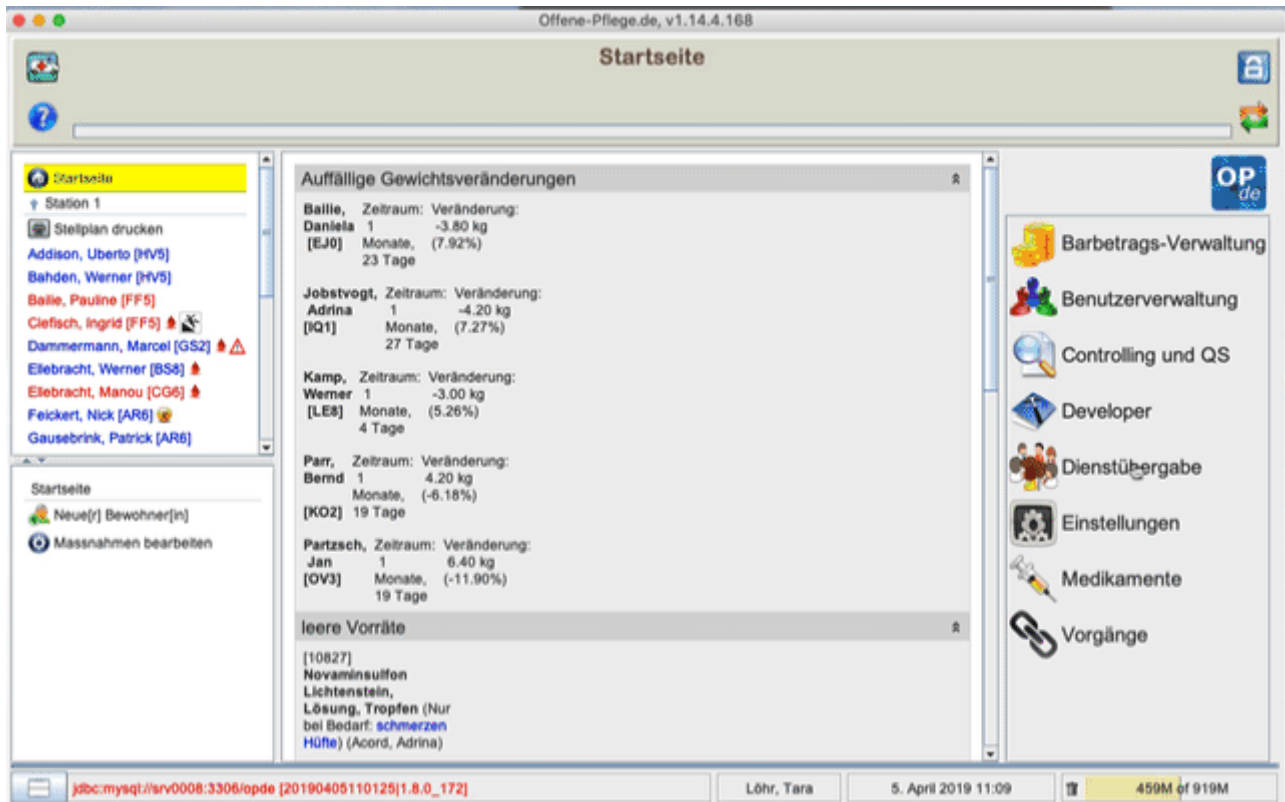 Offene-Pflege.de, v1.14.4.168
Startseite
Startseite
Station 1
Stellplan drucken
Addison, Uberto [HV5]
Bahden, Werner [HV5]
Bailie, Pauline [FF5]
Clefisch, Ingrid [FF5]
Dammermann, Marcel [GS2]
Ellebracht, Werner [BS8]
Ellebracht, Manou [CG6]
Feickert, Nick [AR6]
Gausebrink, Patrick [AR6]
Startseite
Neue[r] Bewohner[in]
Massnahmen bearbeiten
Auffällige Gewichtsveränderungen
Bailie, Zeitraum: Veränderung:
Daniela 1 -3.80 kg
[EJ0] Monate, (7.92%)
23 Tage
Jobstvogt, Zeitraum: Veränderung:
Adrina 1 -4.20 kg
[IQ1] Monate, (7.27%)
27 Tage
Kamp, Zeitraum: Veränderung:
Werner 1 -3.00 kg
[LE8] Monate, (5.26%)
4 Tage
Parr, Zeitraum: Veränderung:
Bernd 1 4.20 kg
Monate, (-6.18%)
[KO2] 19 Tage
Partzsch, Zeitraum: Veränderung:
Jan 1 6.40 kg
[OV3] Monate, (-11.90%)
19 Tage
leere Vorräte
[10827]
Novaminsulfon
Lichtenstein,
Lösung, Tropfen (Nur
bei Bedarf: schmerzen
Hüfte) (Acord, Adrina)
OP
de
Barbetrags-Verwaltung
Benutzerverwaltung
Controlling und QS
Developer
Dienstübergabe
Einstellungen
Medikamente
Vorgänge
jdbc:mysql://srv0008:3306/opde [20190405110125|1.8.0_172]
Löhr, Tara
5. April 2019 11:09
459M of 919M